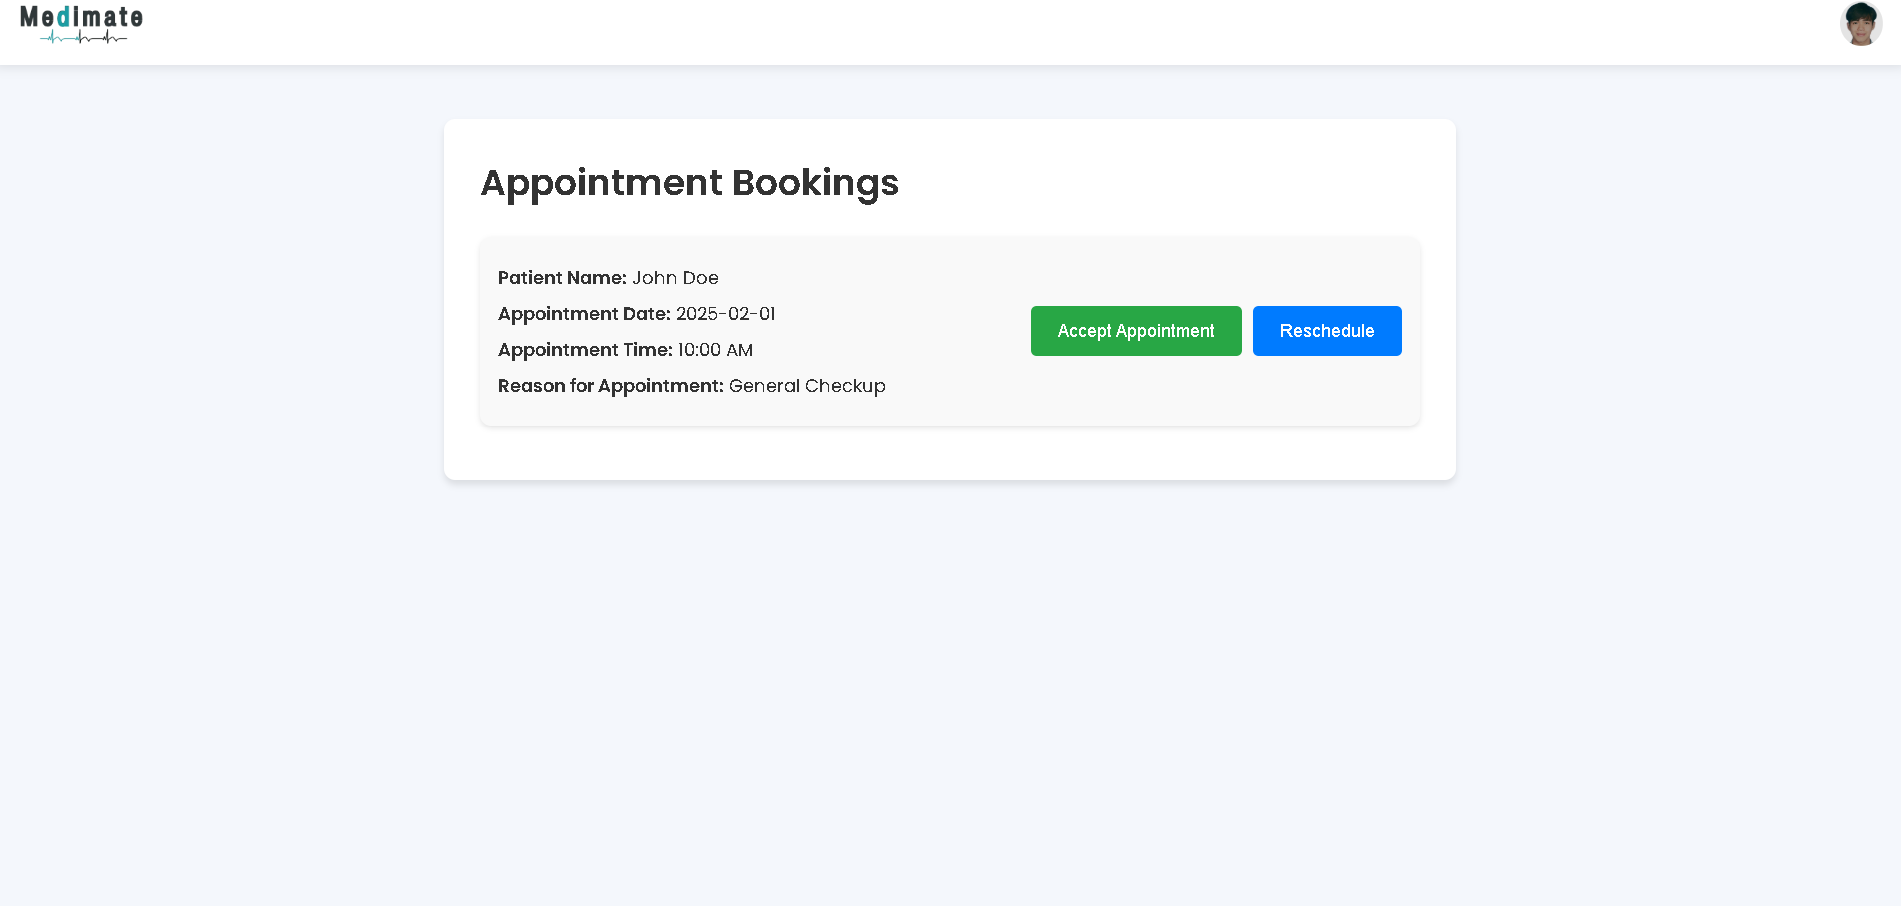 Medimate
Appointment Bookings
Patient Name: John Doe
Appointment Date: 2025-02-01
Appointment Time: 10:00 AM
Reason for Appointment: General Checkup
Accept Appointment
Reschedule